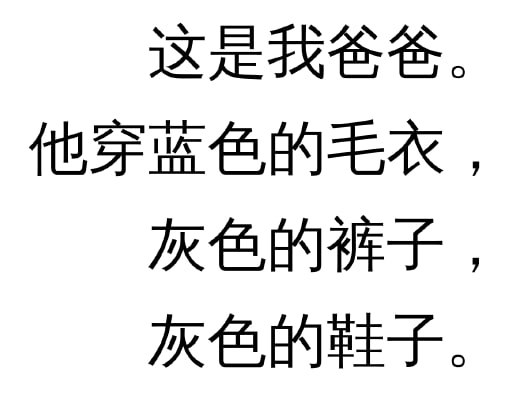 这是我爸爸。
他穿蓝色的毛衣，
灰色的裤子，
灰色的鞋子。